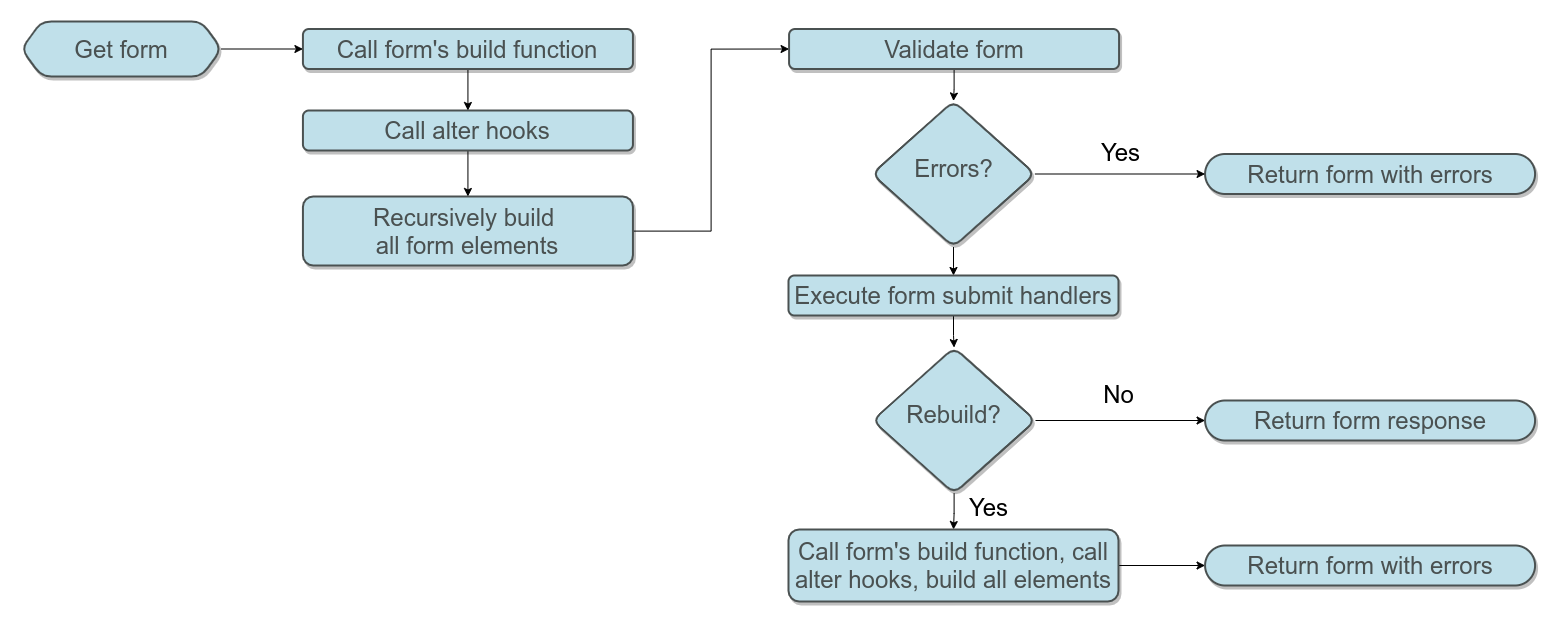 Get form
Call form's build function
Call alter hooks
Recursively build
all form elements
Validate form
Errors?
Yes
Return form with errors
Execute form submit handlers
Rebuild?
No
Return form response
Yes
Call form's build function, call
alter hooks, build all elements
Return form with errors